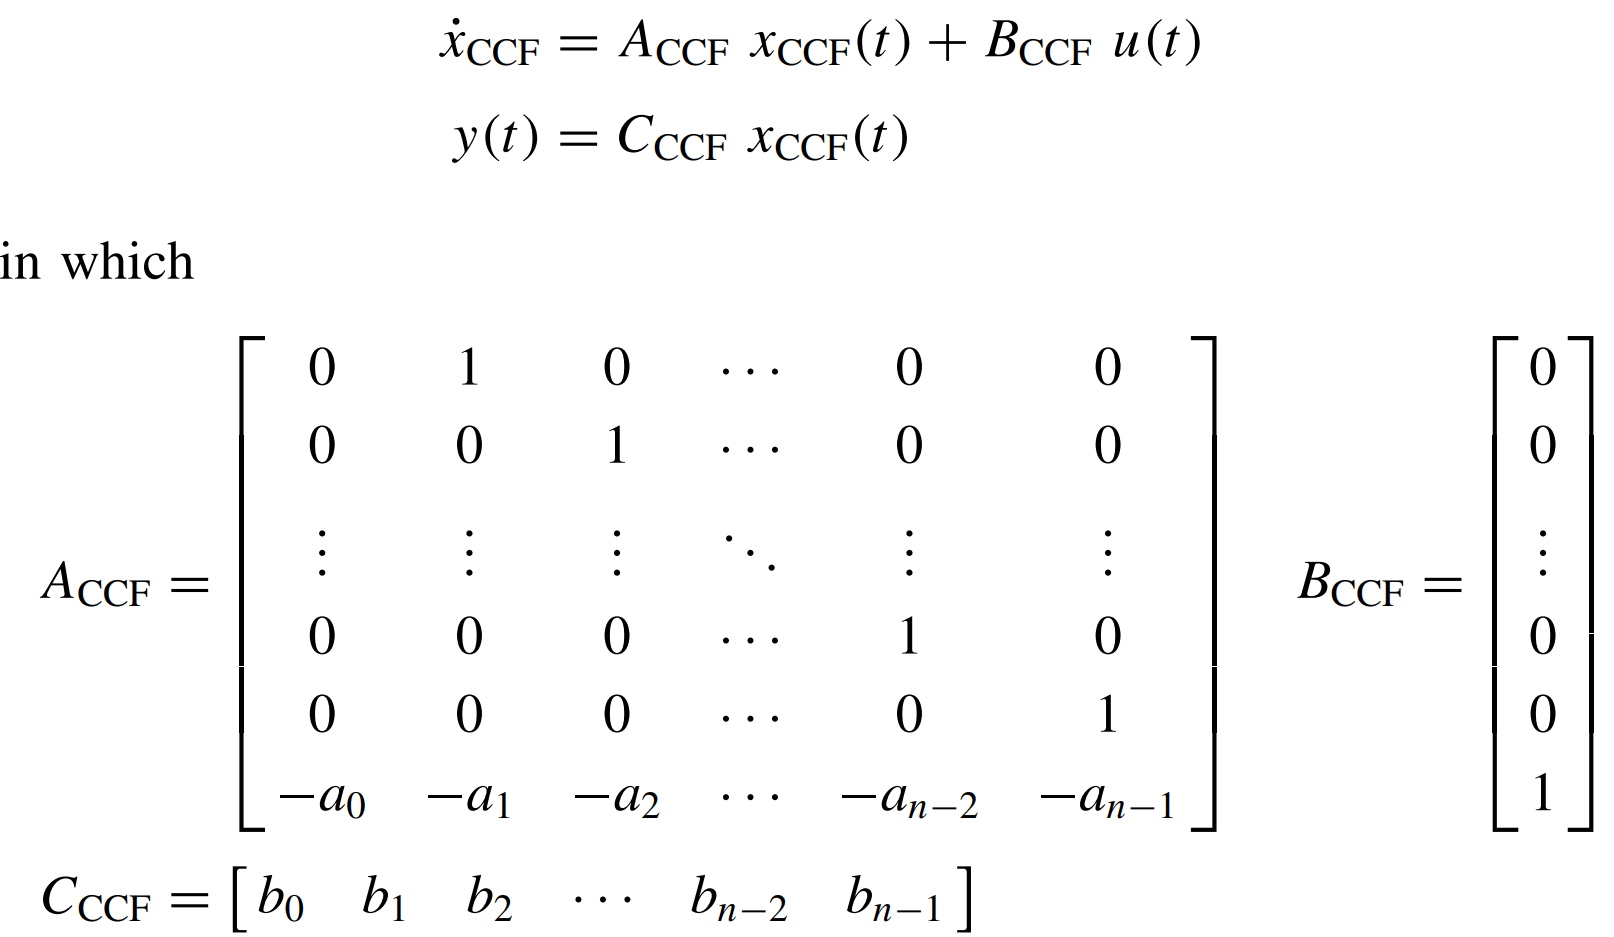 ẋ_CCF = A_CCF x_CCF(t) + B_CCF u(t)
y(t) = C_CCF x_CCF(t)
in which
A_CCF = [ 0 1 0 ⋯ 0 0 ; 0 0 1 ⋯ 0 0 ; ⋮ ⋮ ⋮ ⋱ ⋮ ⋮ ; 0 0 0 ⋯ 1 0 ; 0 0 0 ⋯ 0 1 ; −a_0 −a_1 −a_2 ⋯ −a_{n−2} −a_{n−1} ] B_CCF = [ 0 ; 0 ; ⋮ ; 0 ; 0 ; 1 ]
C_CCF = [ b_0 b_1 b_2 ⋯ b_{n−2} b_{n−1} ]